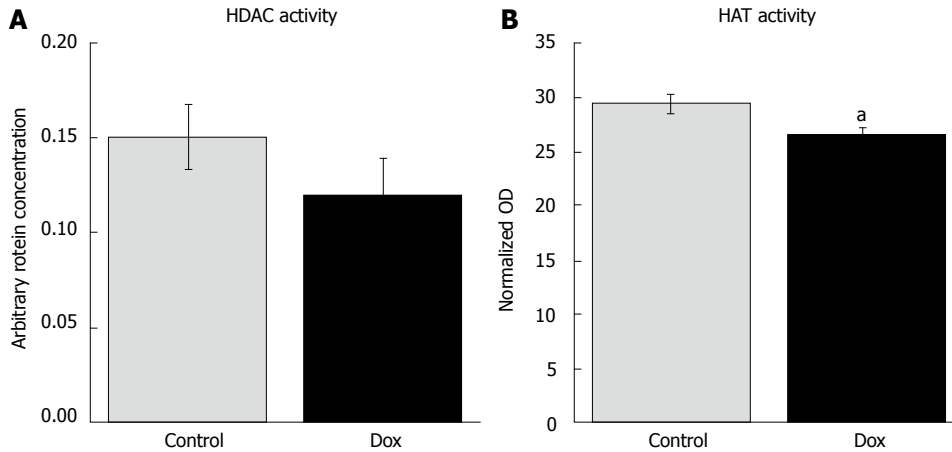 A
HDAC activity
Arbitrary rotein concentration
0.20
0.15
0.10
0.05
0.00
Control
Dox
B
HAT activity
Normalized OD
35
30
25
20
15
10
5
0
a
Control
Dox